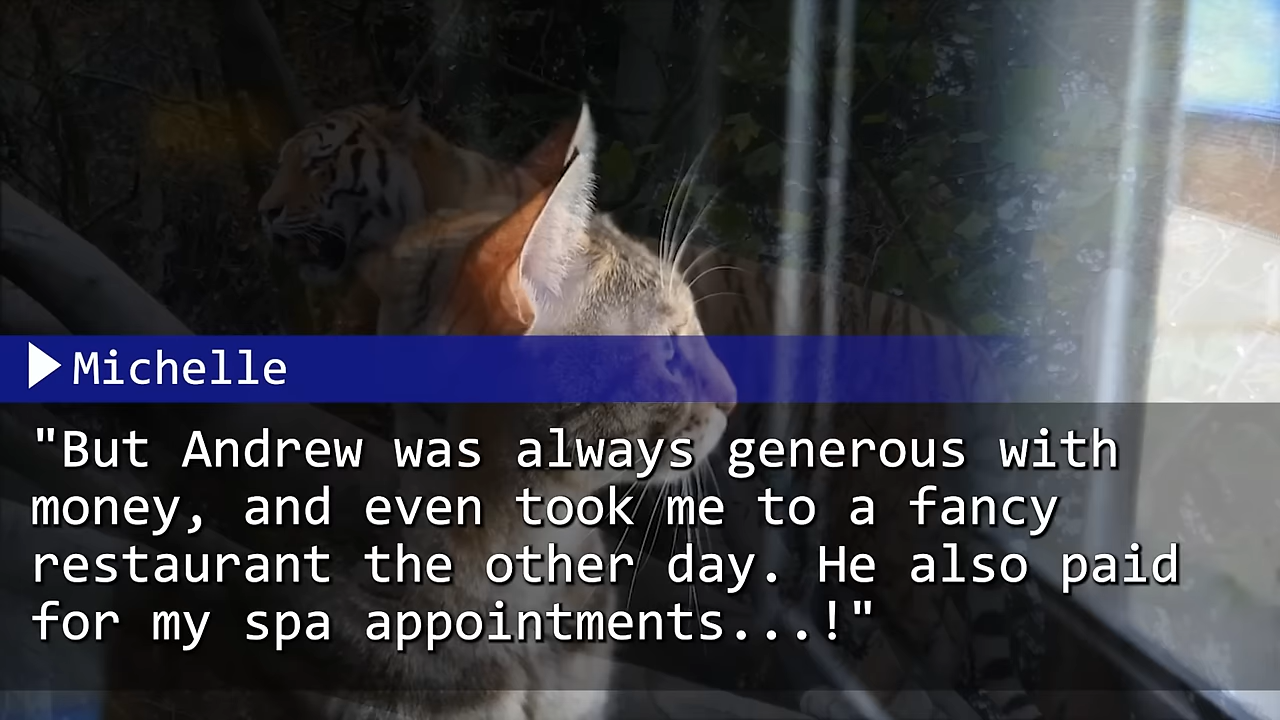 Michelle
"But Andrew was always generous with
money, and even took me to a fancy
restaurant the other day. He also paid
for my spa appointments...!"